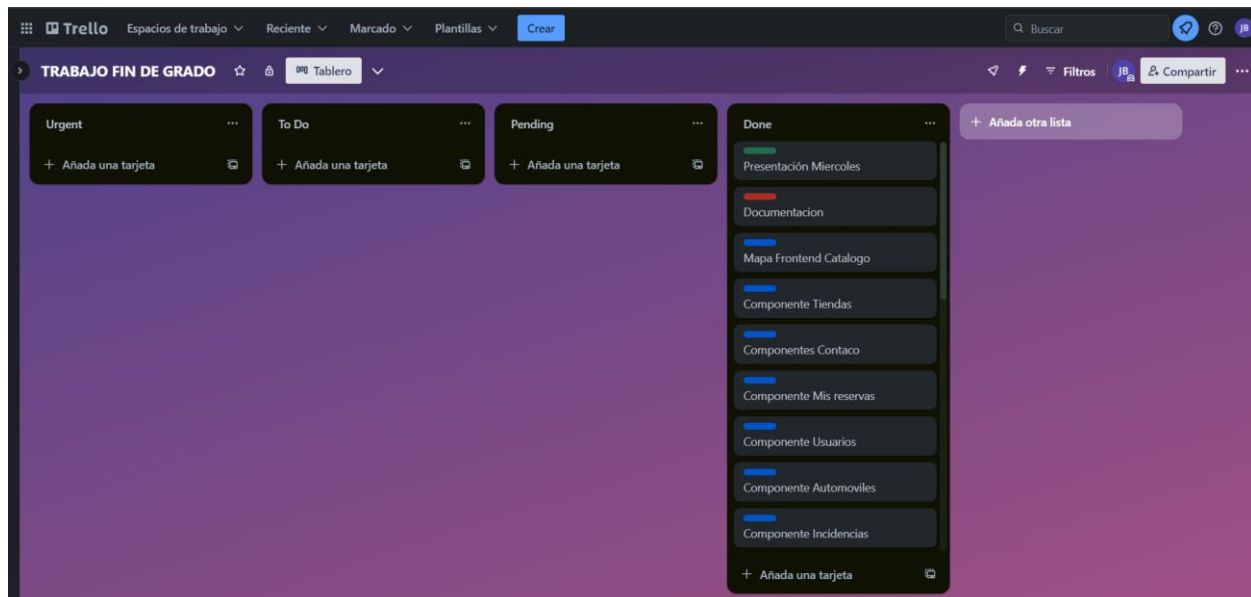 Trello Espacios de trabajo Reciente Marcado Plantillas Crear Buscar JB
TRABAJO FIN DE GRADO Tablero Filtros JB Compartir
Urgent
+ Añada una tarjeta
To Do
+ Añada una tarjeta
Pending
+ Añada una tarjeta
Done
Presentación Miercoles
Documentacion
Mapa Frontend Catalogo
Componente Tiendas
Componentes Contaco
Componente Mis reservas
Componente Usuarios
Componente Automoviles
Componente Incidencias
+ Añada una tarjeta
+ Añada otra lista